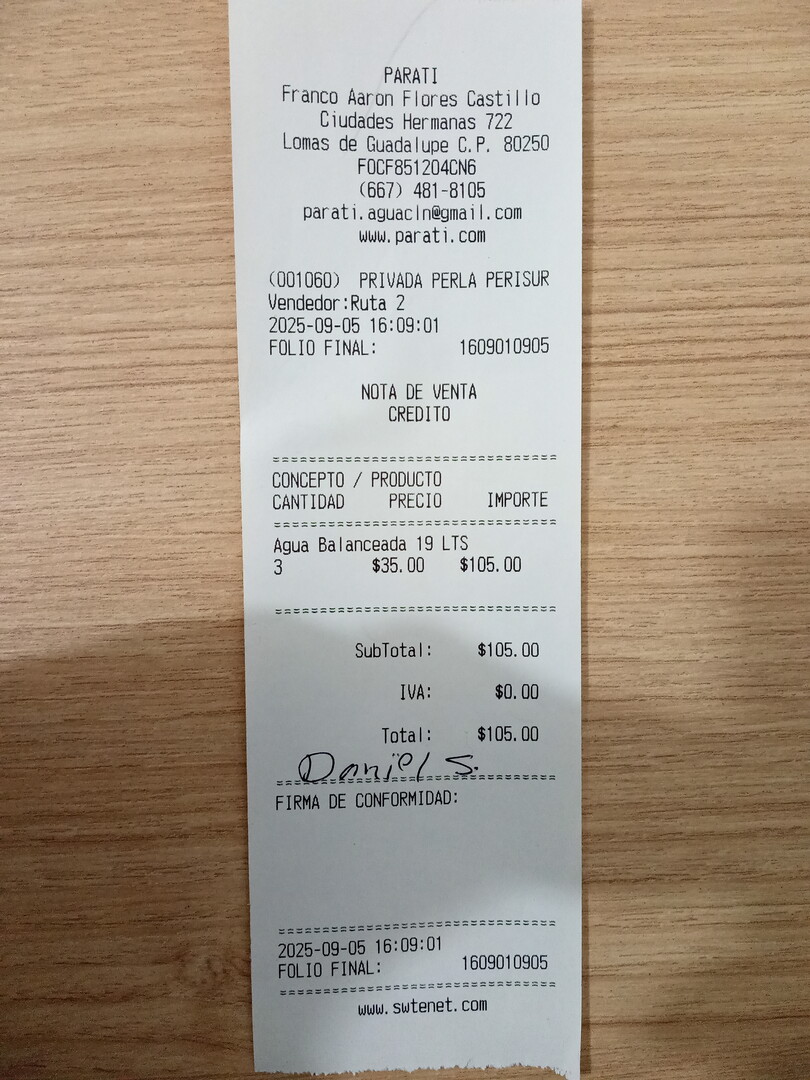 PARATI
Franco Aaron Flores Castillo
Ciudades Hermanas 722
Lomas de Guadalupe C.P. 80250
FOCF851204CN6
(667) 481-8105
parati.aguacln@gmail.com
www.parati.com
(001060) PRIVADA PERLA PERISUR
Vendedor:Ruta 2
2025-09-05 16:09:01
FOLIO FINAL: 1609010905
NOTA DE VENTA
CREDITO
================================
CONCEPTO / PRODUCTO
CANTIDAD PRECIO IMPORTE
================================
Agua Balanceada 19 LTS
3 $35.00 $105.00
================================
SubTotal: $105.00
IVA: $0.00
Total: $105.00
Daniel S.
================================
FIRMA DE CONFORMIDAD:
================================
2025-09-05 16:09:01
FOLIO FINAL: 1609010905
================================
www.swtenet.com